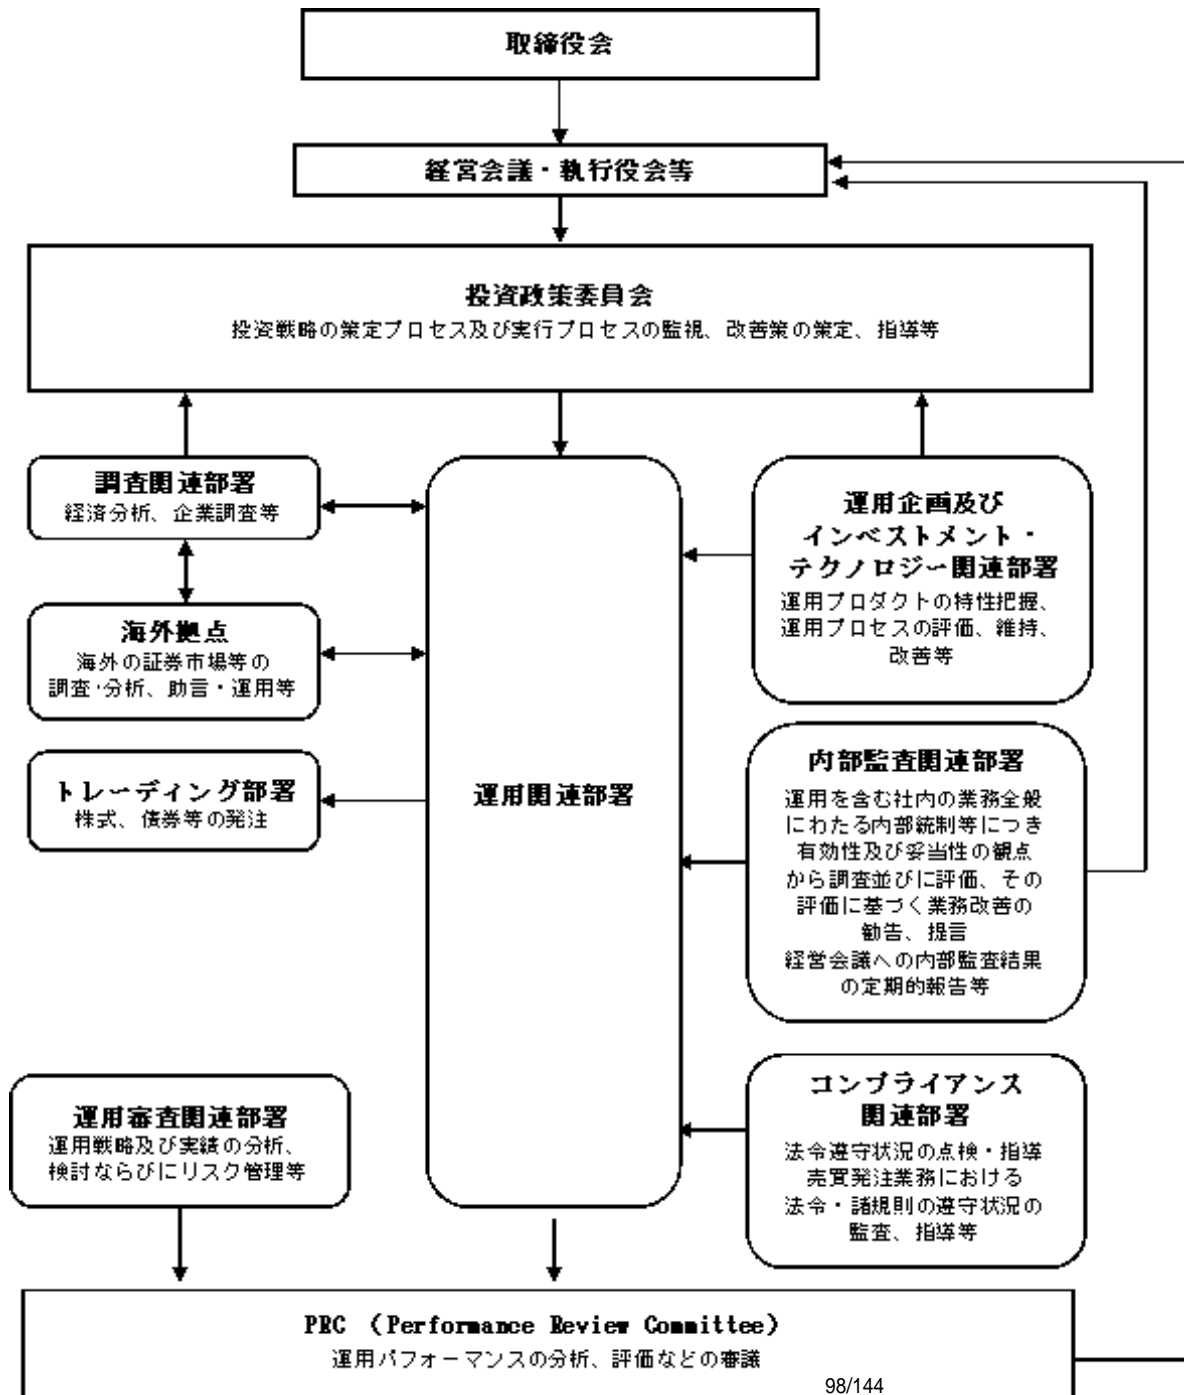 取締役会
経営会議・執行役会等
投資政策委員会
投資戦略の策定プロセス及び実行プロセスの監視、改善策の策定、指導等
調査関連部署
経済分析、企業調査等
海外拠点
海外の証券市場等の
調査・分析、助言・運用等
トレーディング部署
株式、債券等の発注
運用関連部署
運用企画及び
インベストメント・
テクノロジー関連部署
運用プロダクトの特性把握、
運用プロセスの評価、維持、
改善等
内部監査関連部署
運用を含む社内の業務全般
にわたる内部統制等につき
有効性及び妥当性の観点
から調査並びに評価、その
評価に基づく業務改善の
勧告、提言
経営会議への内部監査結果
の定期的報告等
運用審査関連部署
運用戦略及び実績の分析、
検討ならびにリスク管理等
コンプライアンス
関連部署
法令遵守状況の点検・指導
売買発注業務における
法令・諸規則の遵守状況の
監査、指導等
PRC （Performance Review Committee）
運用パフォーマンスの分析、評価などの審議
98/144